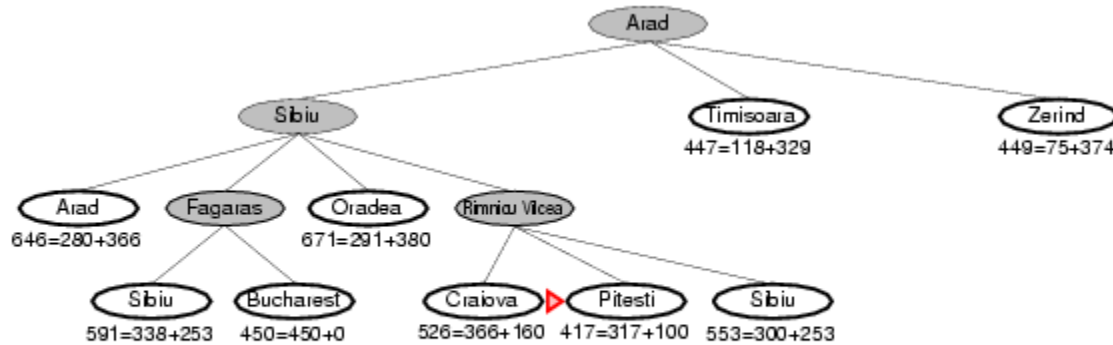 Arad
Sibiu
Timisoara
Zerind
447=118+329
449=75+374
Arad
Fagaras
Oradea
Rimnicu Vilcea
646=280+366
671=291+380
Sibiu
Bucharest
Craiova
Pitesti
Sibiu
591=338+253
450=450+0
526=366+160
417=317+100
553=300+253